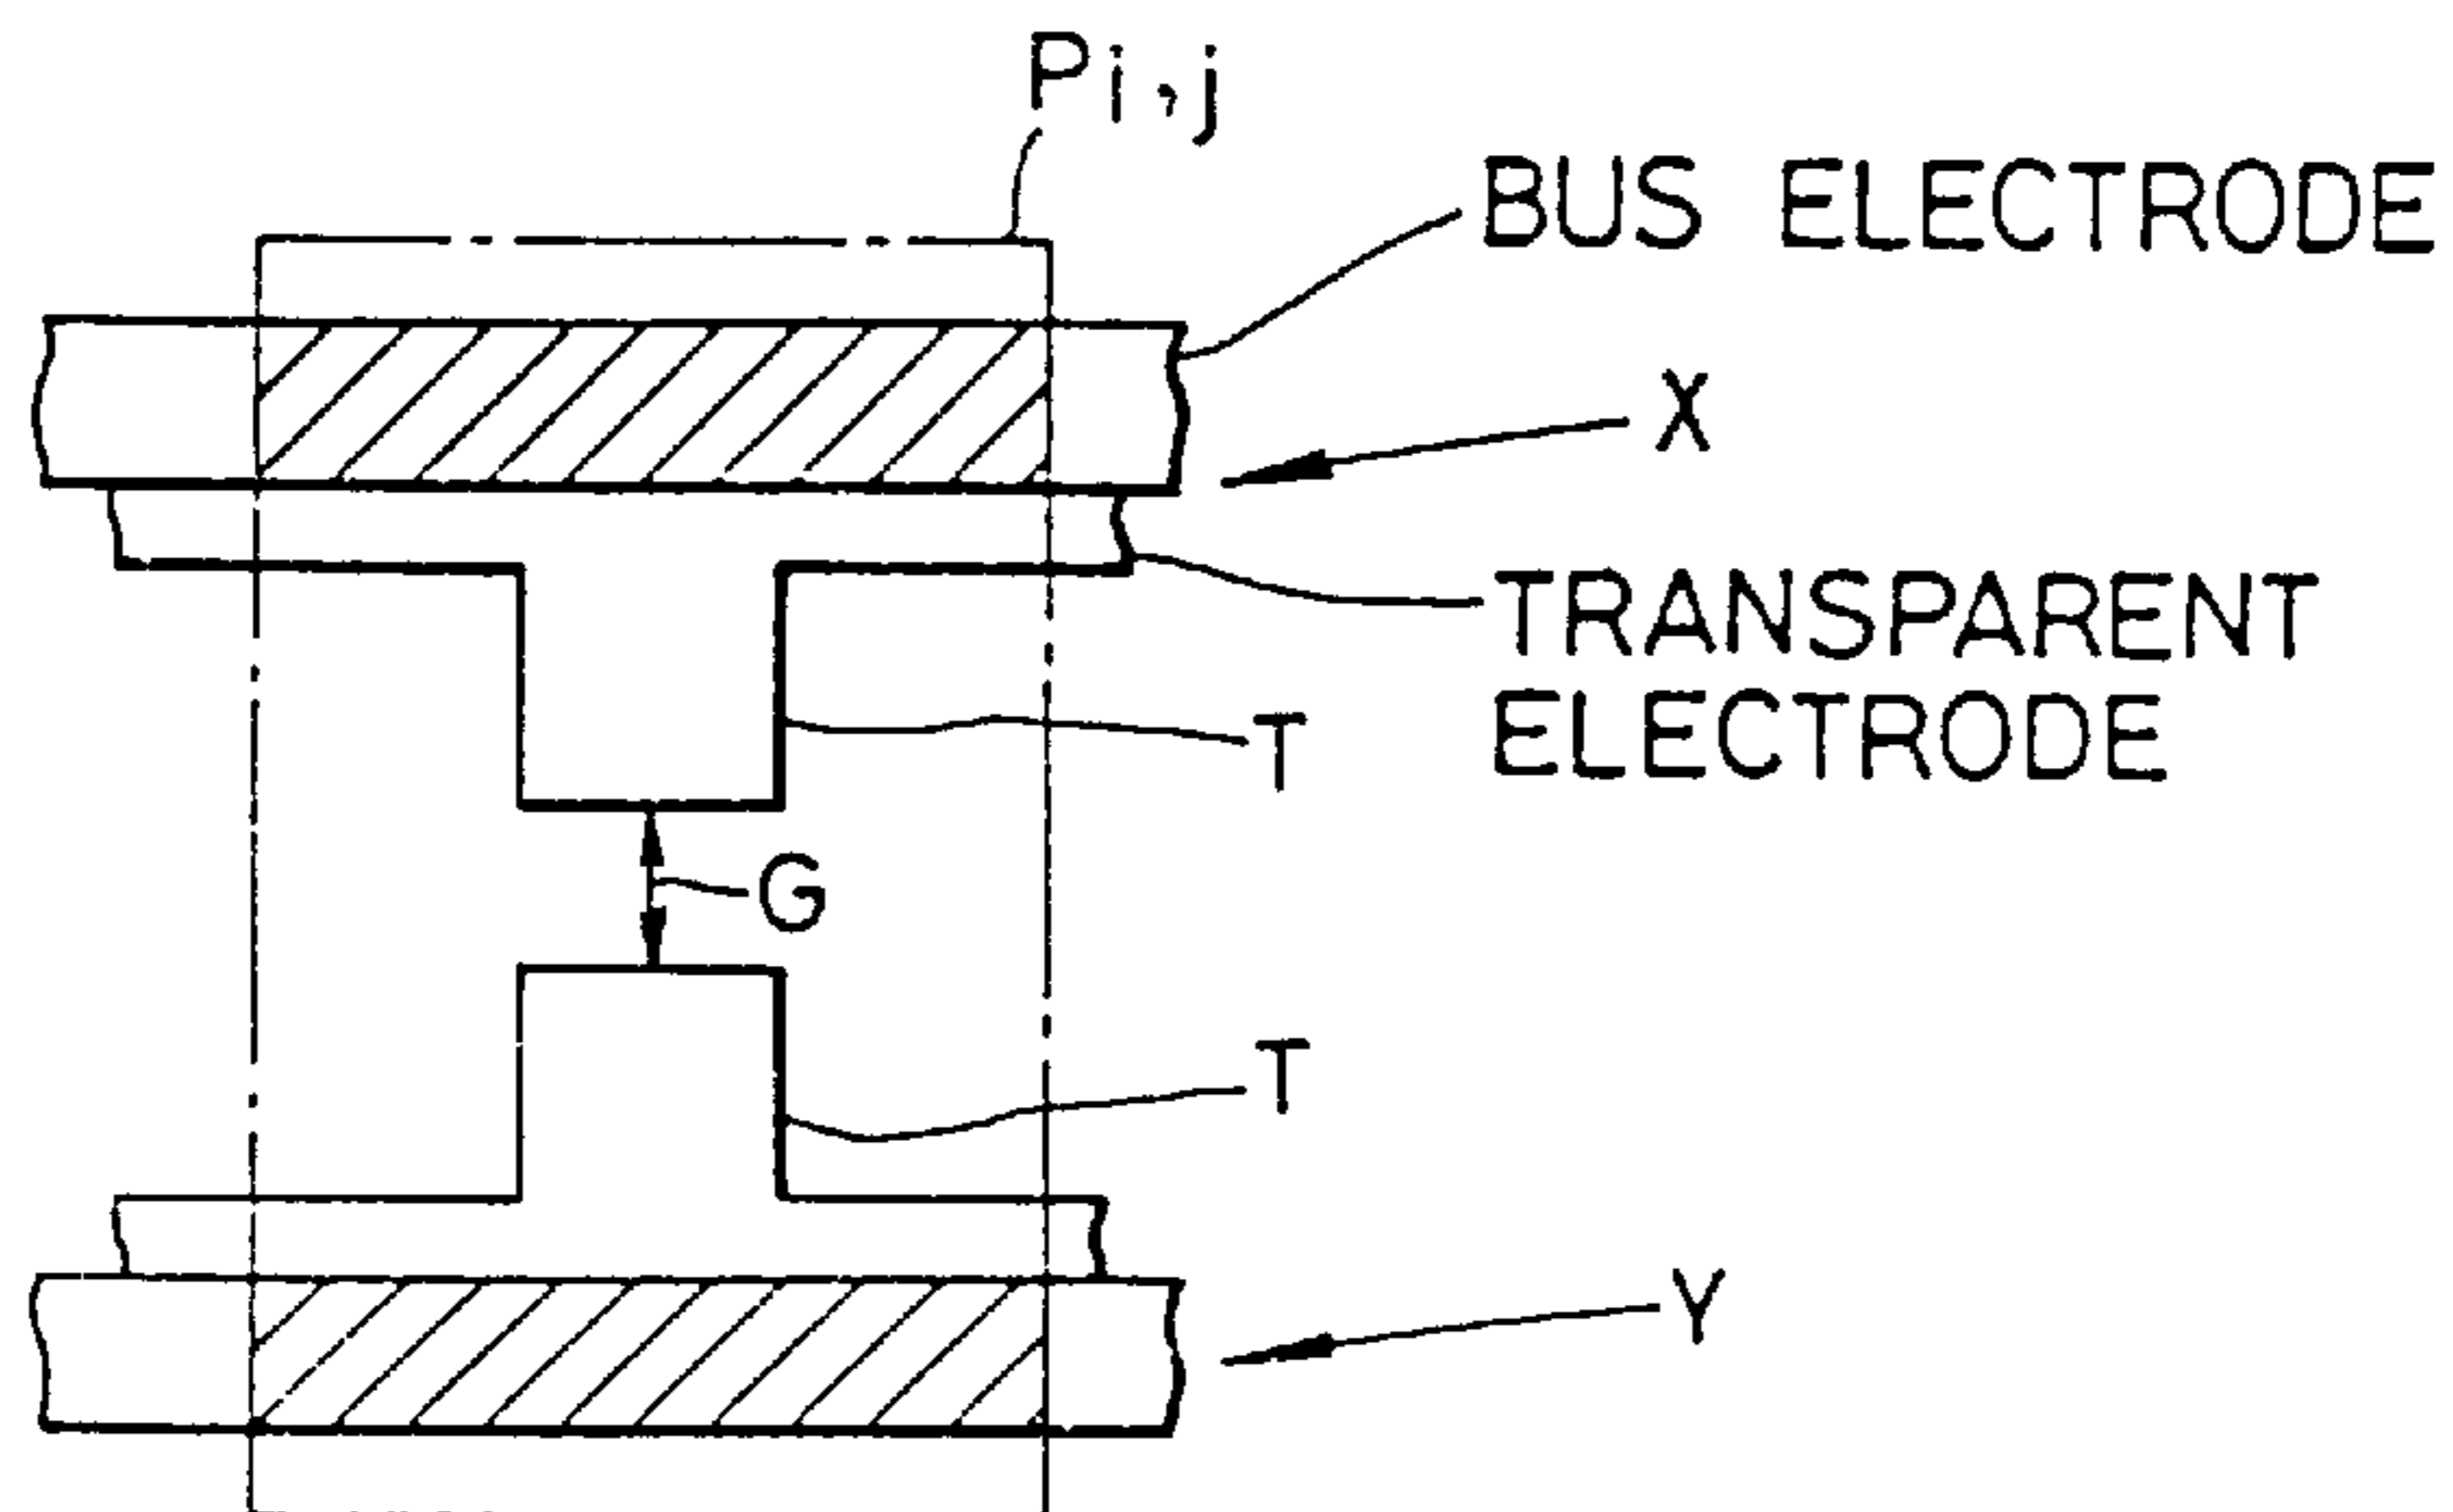 Pi,j
BUS ELECTRODE
X
TRANSPARENT
ELECTRODE
T
G
T
Y